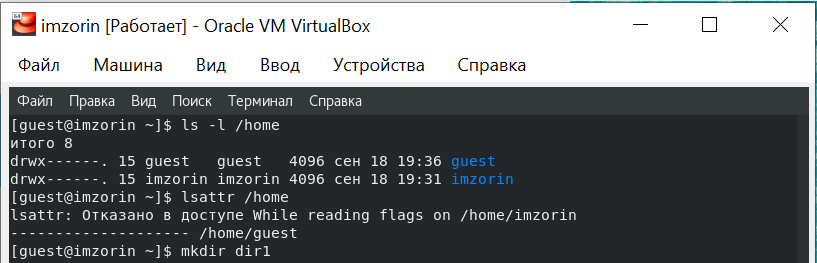 imzorin [Работает] - Oracle VM VirtualBox
Файл Машина Вид Ввод Устройства Справка
Файл Правка Вид Поиск Терминал Справка
[guest@imzorin ~]$ ls -l /home
итого 8
drwx------. 15 guest   guest   4096 сен 18 19:36 guest
drwx------. 15 imzorin imzorin 4096 сен 18 19:31 imzorin
[guest@imzorin ~]$ lsattr /home
lsattr: Отказано в доступе While reading flags on /home/imzorin
-------------------- /home/guest
[guest@imzorin ~]$ mkdir dir1